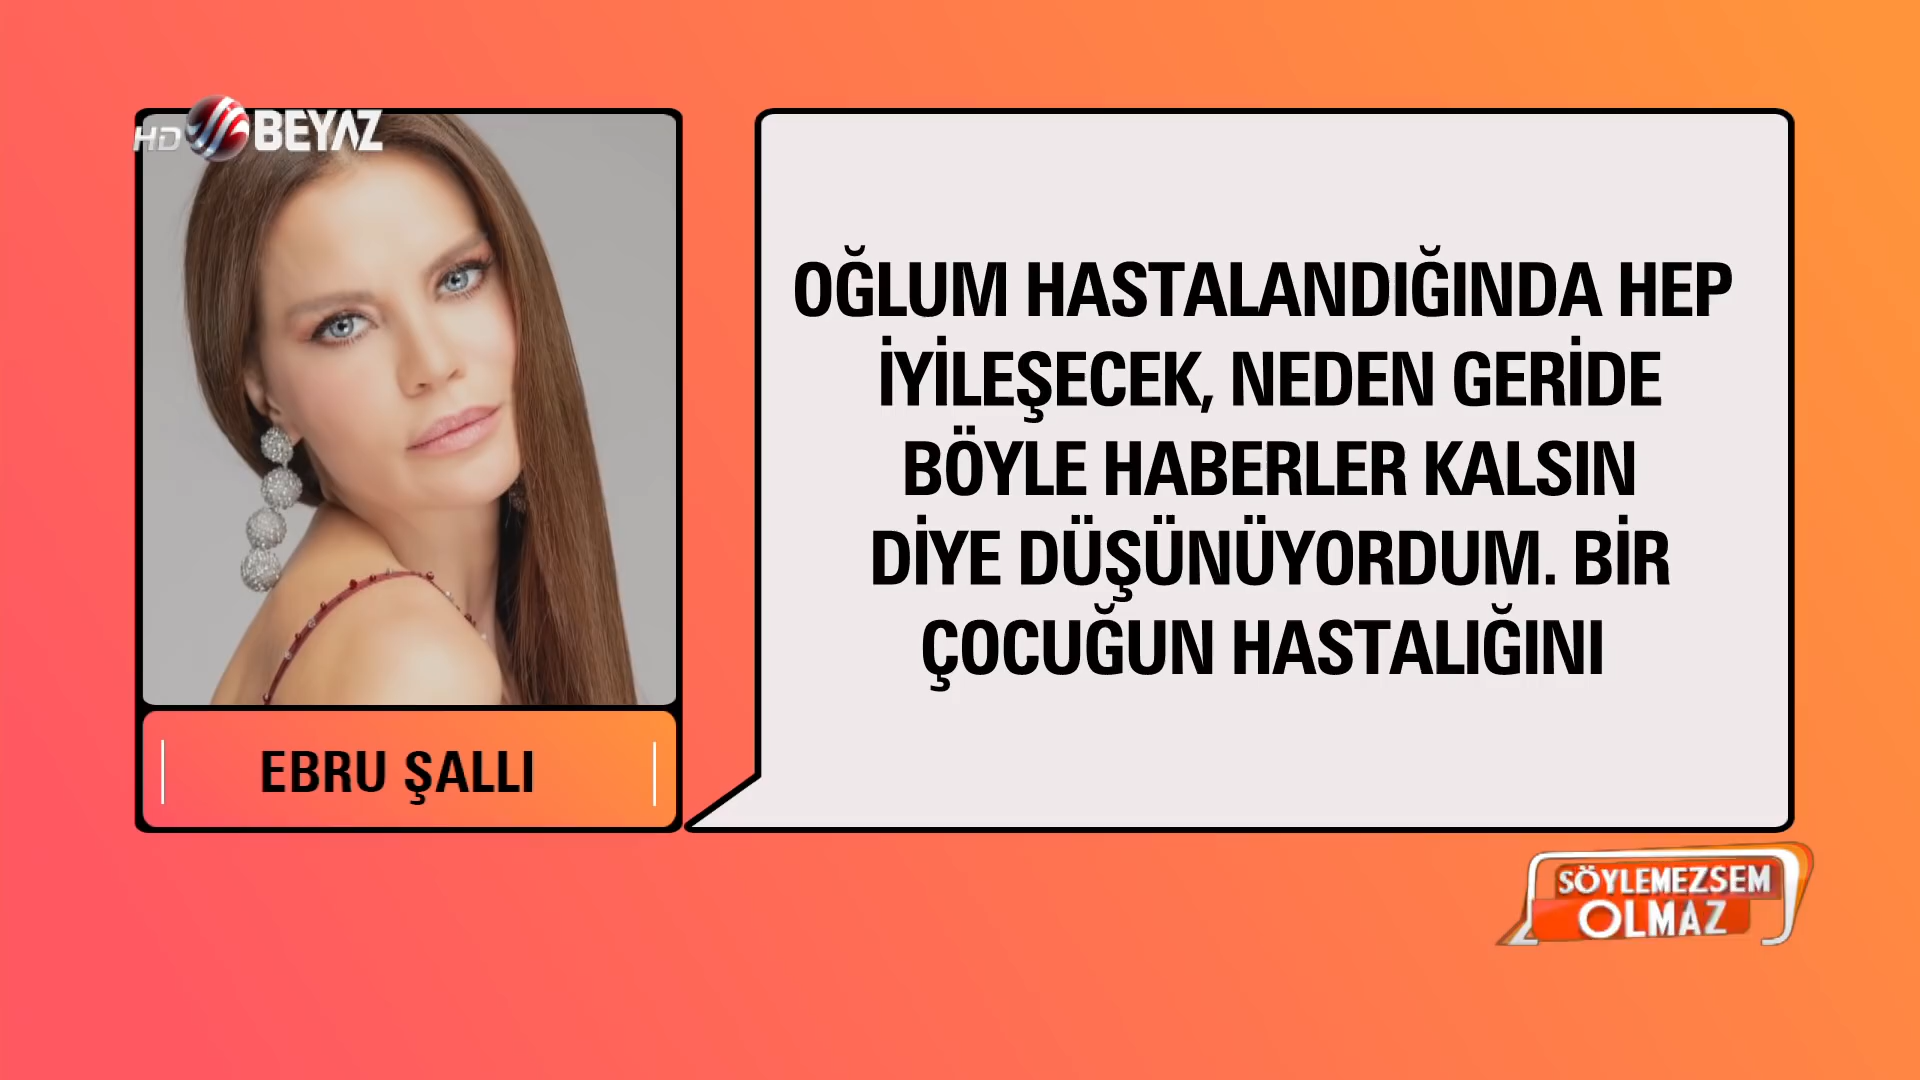 HD BEYAZ
OĞLUM HASTALANDIĞINDA HEP
İYİLEŞECEK, NEDEN GERİDE
BÖYLE HABERLER KALSIN
DİYE DÜŞÜNÜYORDUM. BİR
ÇOCUĞUN HASTALIĞINI
EBRU ŞALLI
SÖYLEMEZSEM
OLMAZ